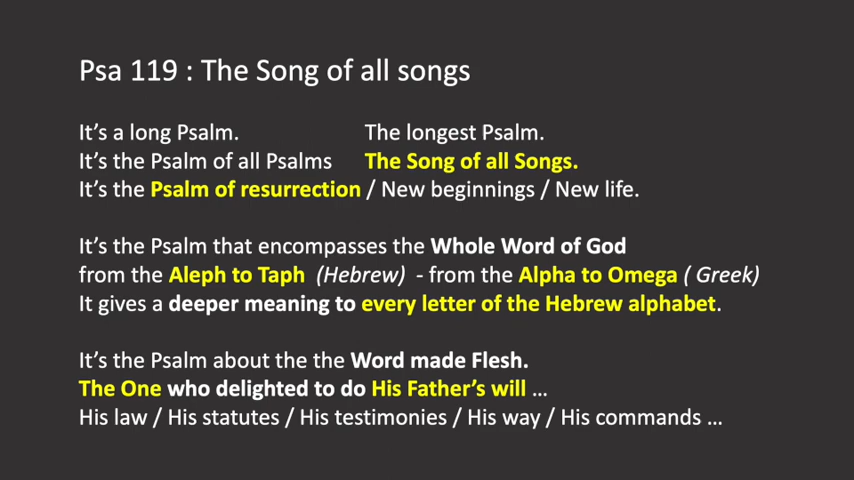 Psa 119 : The Song of all songs
It's a long Psalm. The longest Psalm.
It's the Psalm of all Psalms The Song of all Songs.
It's the Psalm of resurrection / New beginnings / New life.
It's the Psalm that encompasses the Whole Word of God
from the Aleph to Taph (Hebrew) - from the Alpha to Omega ( Greek)
It gives a deeper meaning to every letter of the Hebrew alphabet.
It's the Psalm about the the Word made Flesh.
The One who delighted to do His Father's will ...
His law / His statutes / His testimonies / His way / His commands ...